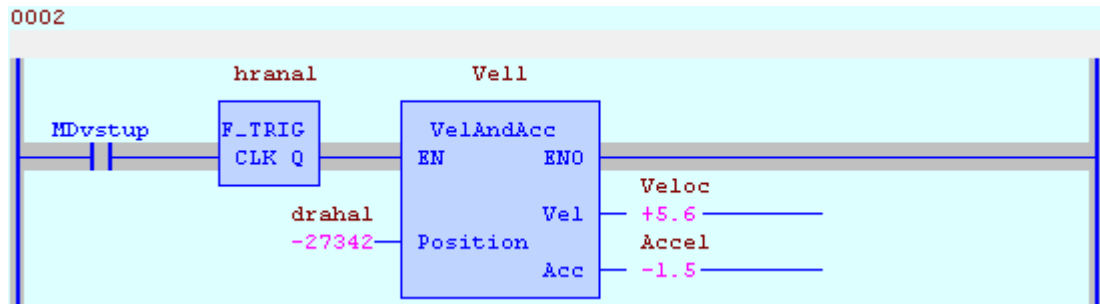 0002
hranal Vell
MDvstup F_TRIG VelAndAcc
CLK Q EN ENO
Veloc
drahal Vel +5.6
-27342 Position Accel
Acc -1.5